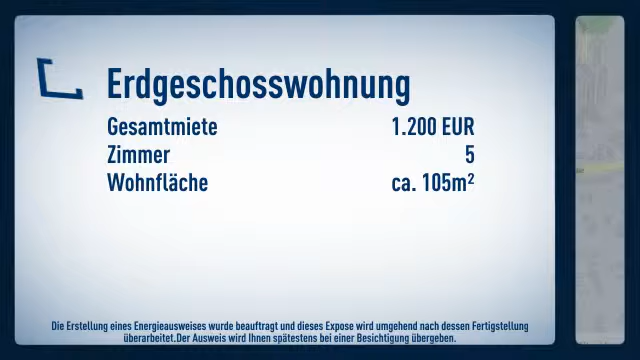 Erdgeschosswohnung
Gesamtmiete 1.200 EUR
Zimmer 5
Wohnfläche ca. 105m²
Die Erstellung eines Energieausweises wurde beauftragt und dieses Expose wird umgehend nach dessen Fertigstellung
überarbeitet.Der Ausweis wird Ihnen spätestens bei einer Besichtigung übergeben.